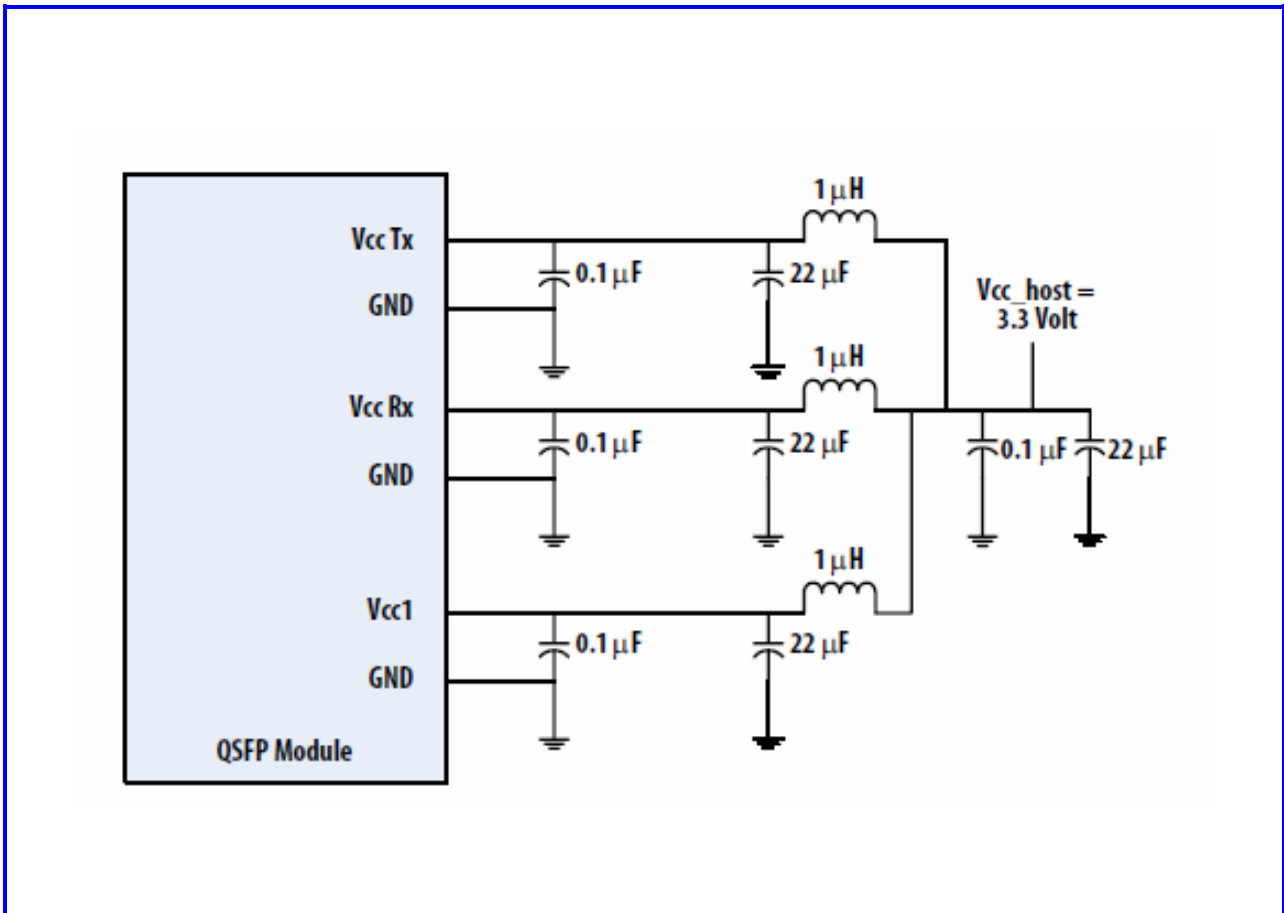 1 μH
Vcc Tx
0.1 μF
22 μF
GND
Vcc_host =
3.3 Volt
1 μH
Vcc Rx
0.1 μF
22 μF
0.1 μF
22 μF
GND
1 μH
Vcc1
0.1 μF
22 μF
GND
QSFP Module